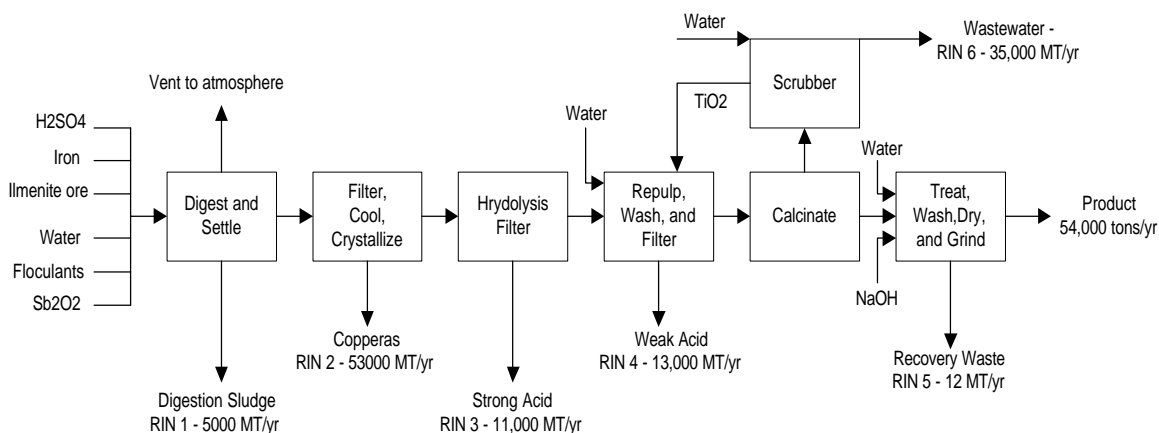 Water
Wastewater -
RIN 6 - 35,000 MT/yr
Scrubber
Vent to atmosphere
TiO2
Water
H2SO4
Iron
Ilmenite ore
Water
Floculants
Sb2O2
Digest and
Settle
Filter,
Cool,
Crystallize
Hrydolysis
Filter
Repulp,
Wash, and
Filter
Calcinate
Water
Treat,
Wash,Dry,
and Grind
NaOH
Product
54,000 tons/yr
Copperas
RIN 2 - 53000 MT/yr
Weak Acid
RIN 4 - 13,000 MT/yr
Recovery Waste
RIN 5 - 12 MT/yr
Digestion Sludge
RIN 1 - 5000 MT/yr
Strong Acid
RIN 3 - 11,000 MT/yr